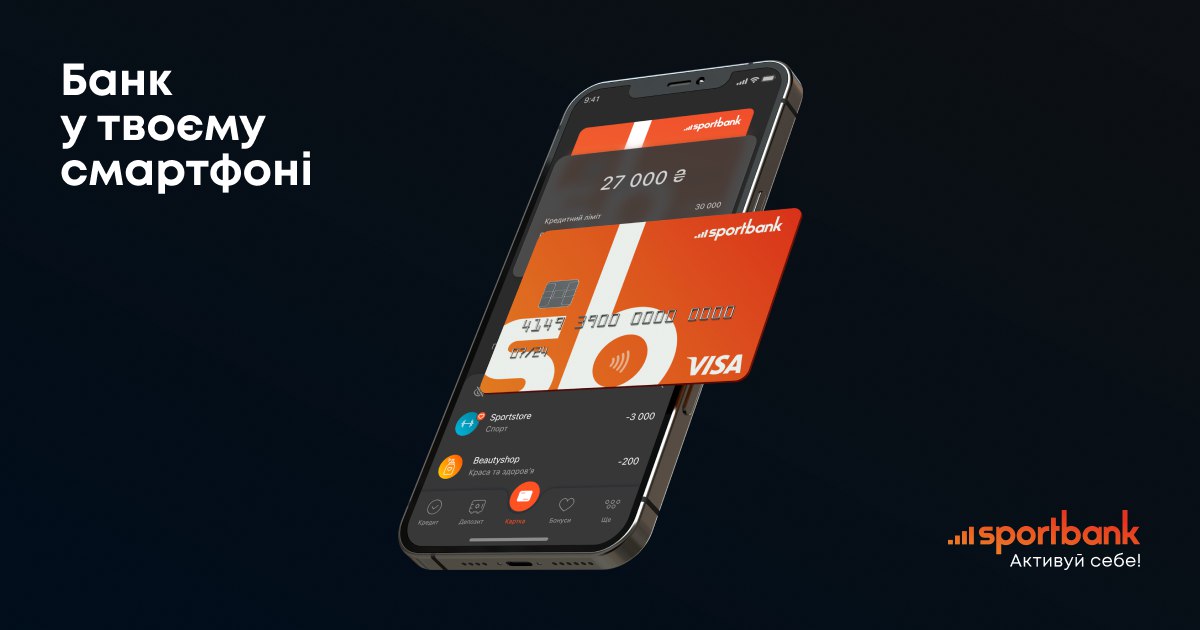 Банк
у твоєму
смартфоні
9:41
sportbank
27 000 ₴
Кредитний ліміт
30 000
sportbank
4149 3900 0000 0000
07/24
sb
VISA
Sportstore
-3 000
Спорт
Beautyshop
-200
Краса та здоров'я
Кредит
Депозит
Картка
Бонуси
Ще
sportbank
Активуй себе!